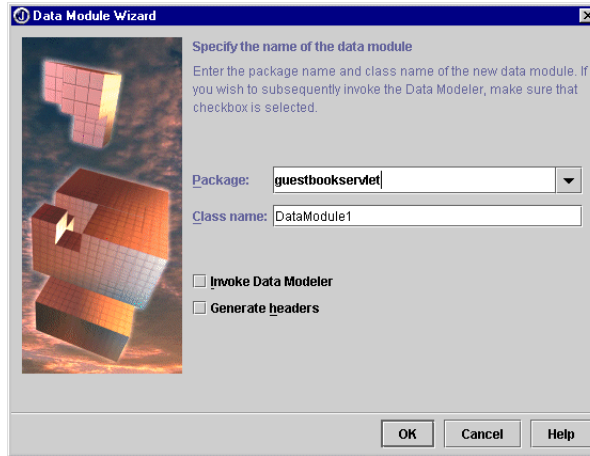 Data Module Wizard
Specify the name of the data module
Enter the package name and class name of the new data module. If
you wish to subsequently invoke the Data Modeler, make sure that
checkbox is selected.
Package: guestbookservlet
Class name: DataModule1
Invoke Data Modeler
Generate headers
OK Cancel Help